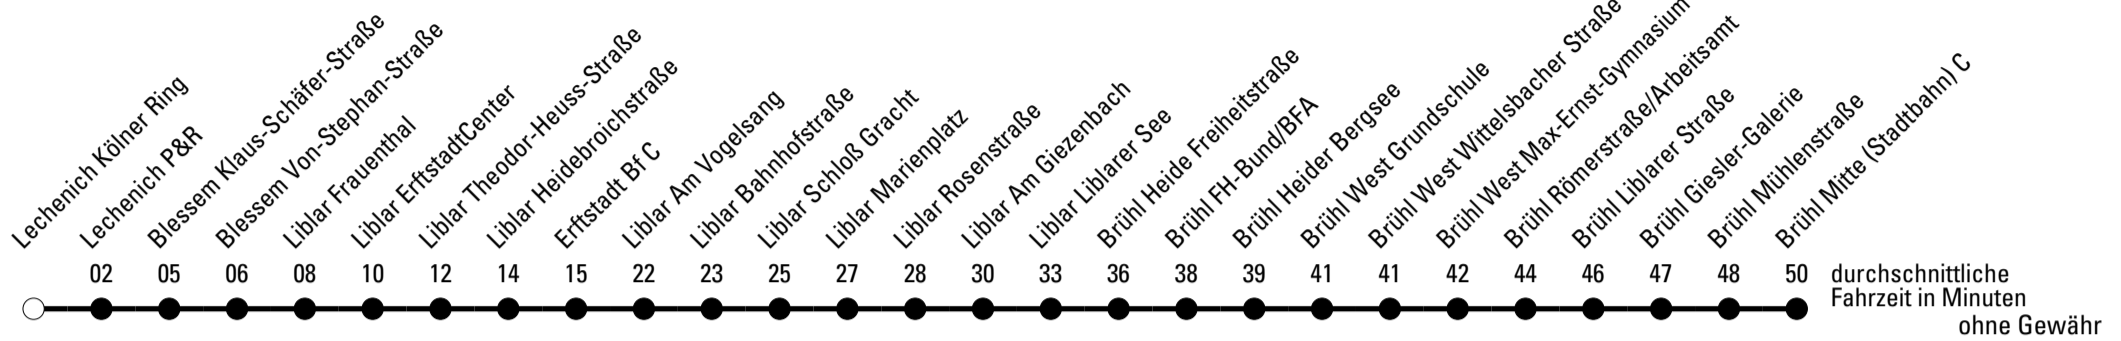 Lechenich Kölner Ring
Lechenich P&R
Blessem Klaus-Schäfer-Straße
Blessem Von-Stephan-Straße
Liblar Frauenthal
Liblar ErftstadtCenter
Liblar Theodor-Heuss-Straße
Liblar Heidebroichstraße
Erftstadt Bf C
Liblar Am Vogelsang
Liblar Bahnhofstraße
Liblar Schloß Gracht
Liblar Marienplatz
Liblar Rosenstraße
Liblar Am Giezenbach
Liblar Liblarer See
Brühl Heide Freiheitstraße
Brühl FH-Bund/BFA
Brühl Heider Bergsee
Brühl West Grundschule
Brühl West Wittelsbacher Straße
Brühl West Max-Ernst-Gymnasium
Brühl Römerstraße/Arbeitsamt
Brühl Liblarer Straße
Brühl Giesler-Galerie
Brühl Mühlenstraße
Brühl Mitte (Stadtbahn) C
02 05 06 08 10 12 14 15 22 23 25 27 28 30 33 36 38 39 41 41 42 44 46 47 48 50 durchschnittliche
Fahrzeit in Minuten
ohne Gewähr